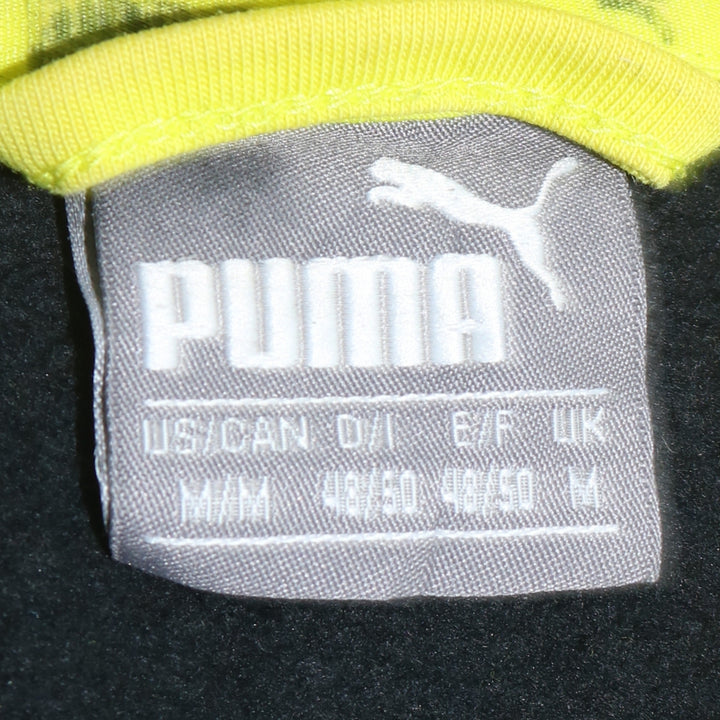 PUMA
US/CAN D/I E/F UK
M/M 48/50 48/50 M